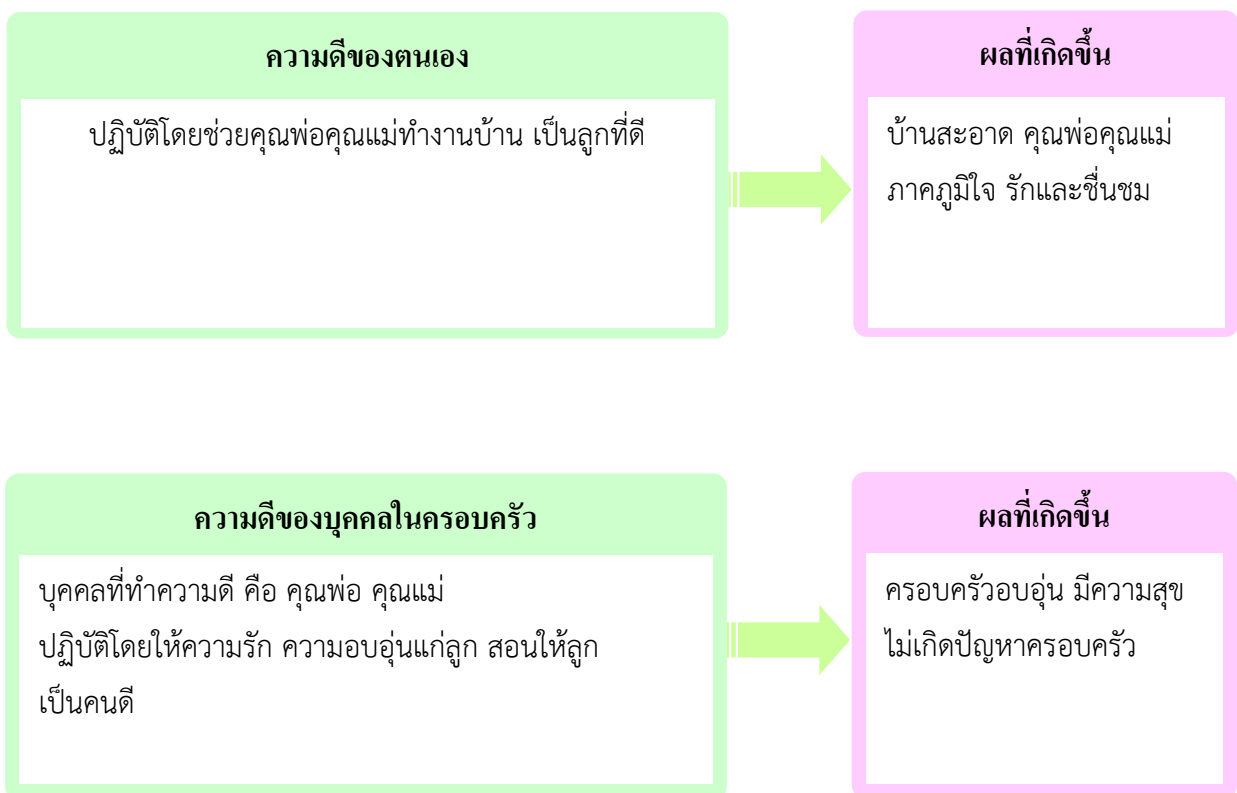 ความดีของตนเอง
ปฏิบัติโดยช่วยคุณพ่อคุณแม่ทำงานบ้าน เป็นลูกที่ดี
ผลที่เกิดขึ้น
บ้านสะอาด คุณพ่อคุณแม่
ภาคภูมิใจ รักและชื่นชม
ความดีของบุคคลในครอบครัว
บุคคลที่ทำความดี คือ คุณพ่อ คุณแม่
ปฏิบัติโดยให้ความรัก ความอบอุ่นแก่ลูก สอนให้ลูก
เป็นคนดี
ผลที่เกิดขึ้น
ครอบครัวอบอุ่น มีความสุข
ไม่เกิดปัญหาครอบครัว